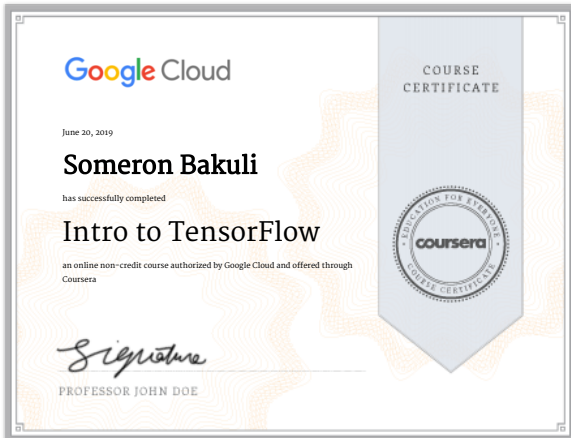 Google Cloud
COURSE
CERTIFICATE
June 20, 2019
Someron Bakuli
has successfully completed
Intro to TensorFlow
an online non-credit course authorized by Google Cloud and offered through
Coursera
EDUCATION FOR EVERYONE
coursera
COURSE CERTIFICATE
Signature
PROFESSOR JOHN DOE